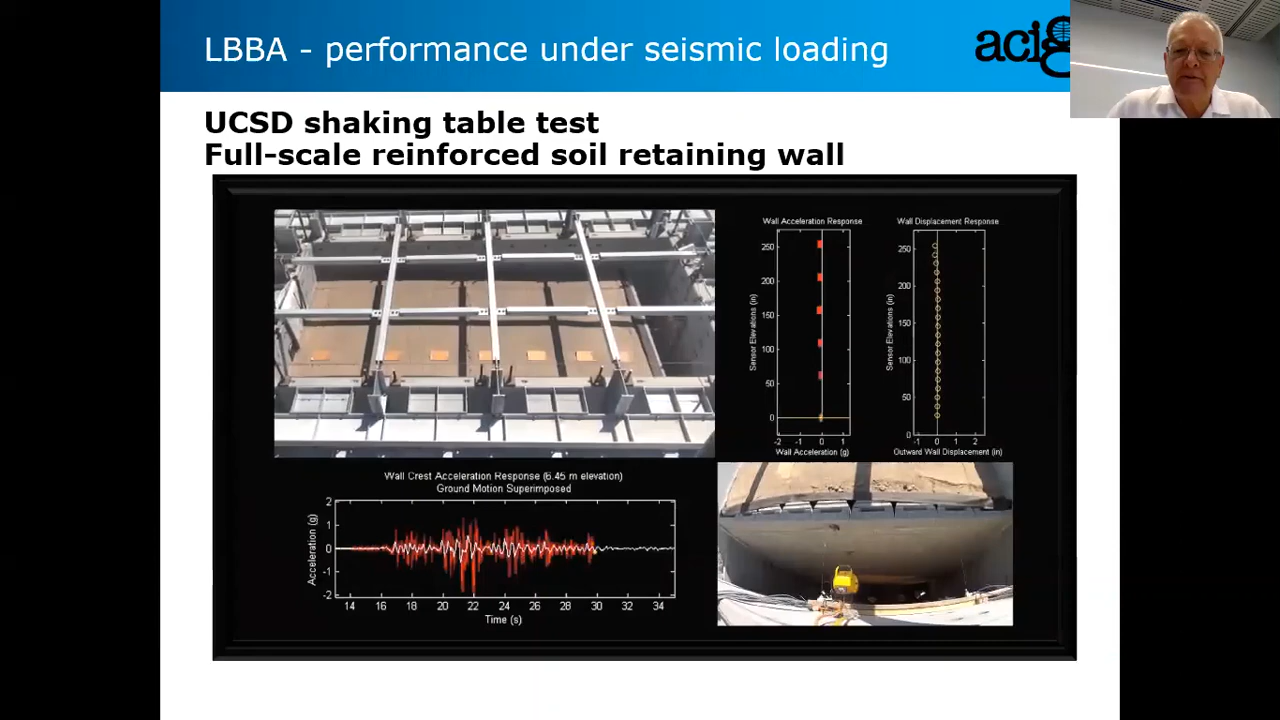 LBBA - performance under seismic loading
acig
UCSD shaking table test
Full-scale reinforced soil retaining wall
Wall Acceleration Response
250
200
150
100
50
0
Sensor Elevations (in)
-2 -1 0 1
Wall Acceleration (g)
Wall Displacement Response
250
200
150
100
50
0
Sensor Elevations (in)
-1 0 1 2
Outward Wall Displacement (in)
Wall Crest Acceleration Response (6.45 m elevation)
Ground Motion Superimposed
2
1
0
-1
-2
Acceleration (g)
14 16 18 20 22 24 26 28 30 32 34
Time (s)